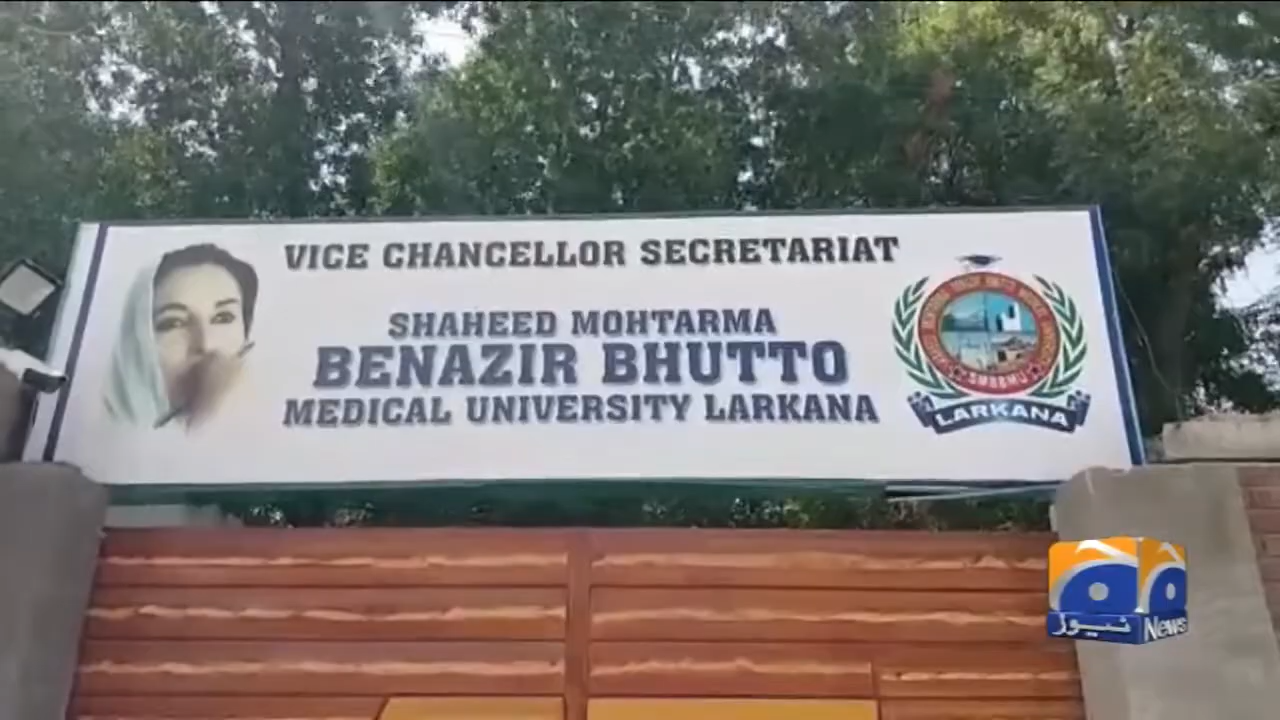 VICE CHANCELLOR SECRETARIAT
SHAHEED MOHTARMA
BENAZIR BHUTTO
MEDICAL UNIVERSITY LARKANA
SMBBMU
LARKANA
نیوز News